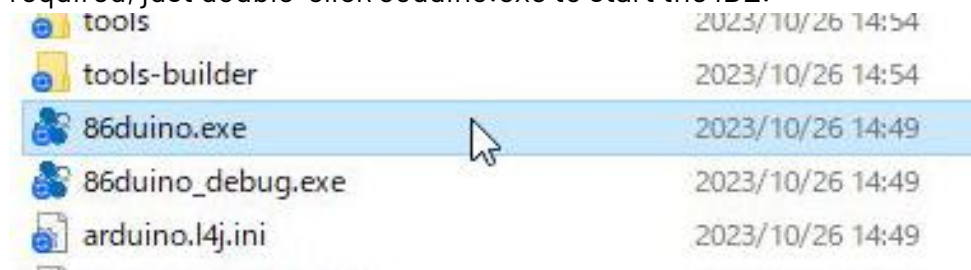 required, just double-click 86duino.exe to start the IDE.
tools 2023/10/26 14:54
tools-builder 2023/10/26 14:54
86duino.exe 2023/10/26 14:49
86duino_debug.exe 2023/10/26 14:49
arduino.l4j.ini 2023/10/26 14:49